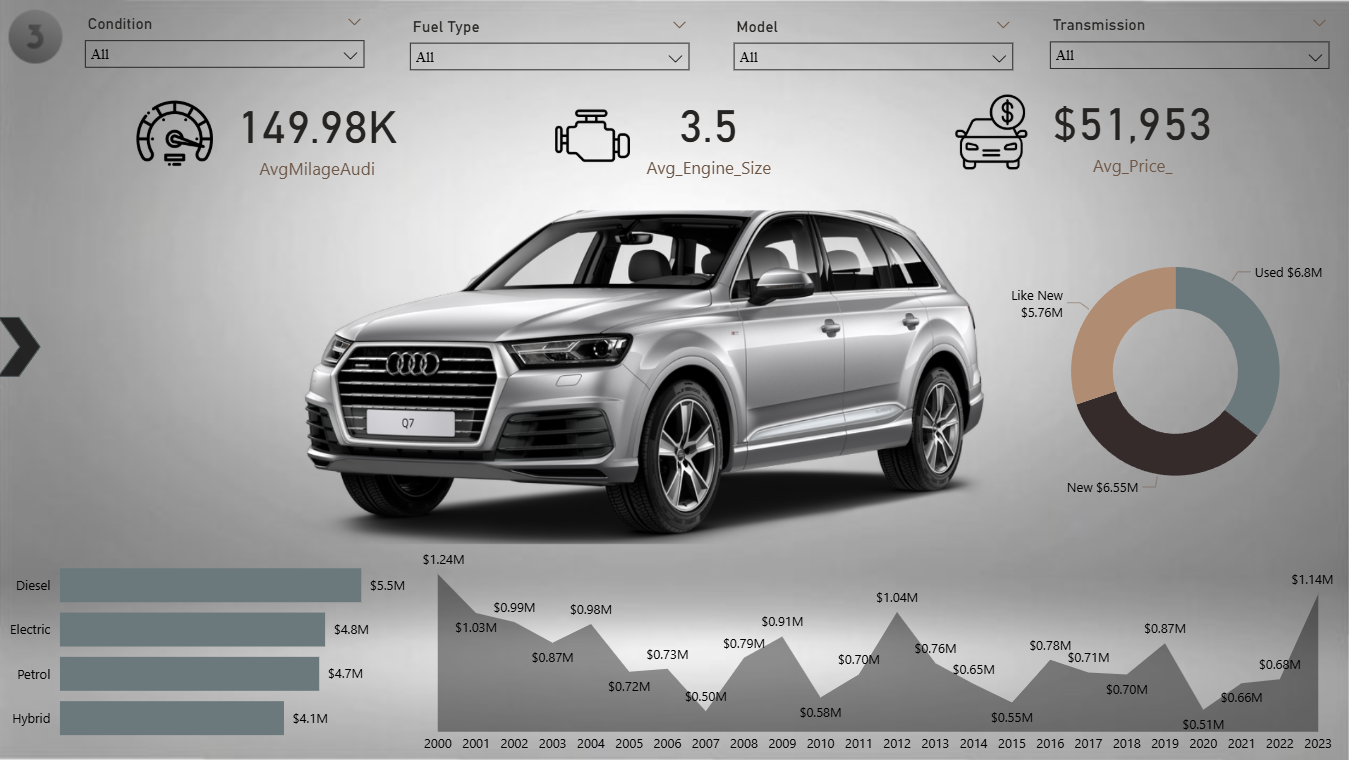 3
Condition
Fuel Type
Model
Transmission
All
All
All
All
149.98K
AvgMilageAudi
3.5
Avg_Engine_Size
$
$51,953
Avg_Price_
Q7
Used $6.8M
Like New
$5.76M
New $6.55M
Diesel
$5.5M
Electric
$4.8M
Petrol
$4.7M
Hybrid
$4.1M
$1.24M
$1.03M
$0.99M
$0.87M
$0.98M
$0.72M
$0.73M
$0.50M
$0.79M
$0.91M
$0.58M
$0.70M
$1.04M
$0.76M
$0.65M
$0.55M
$0.78M
$0.71M
$0.70M
$0.87M
$0.51M
$0.66M
$0.68M
$1.14M
2000 2001 2002 2003 2004 2005 2006 2007 2008 2009 2010 2011 2012 2013 2014 2015 2016 2017 2018 2019 2020 2021 2022 2023